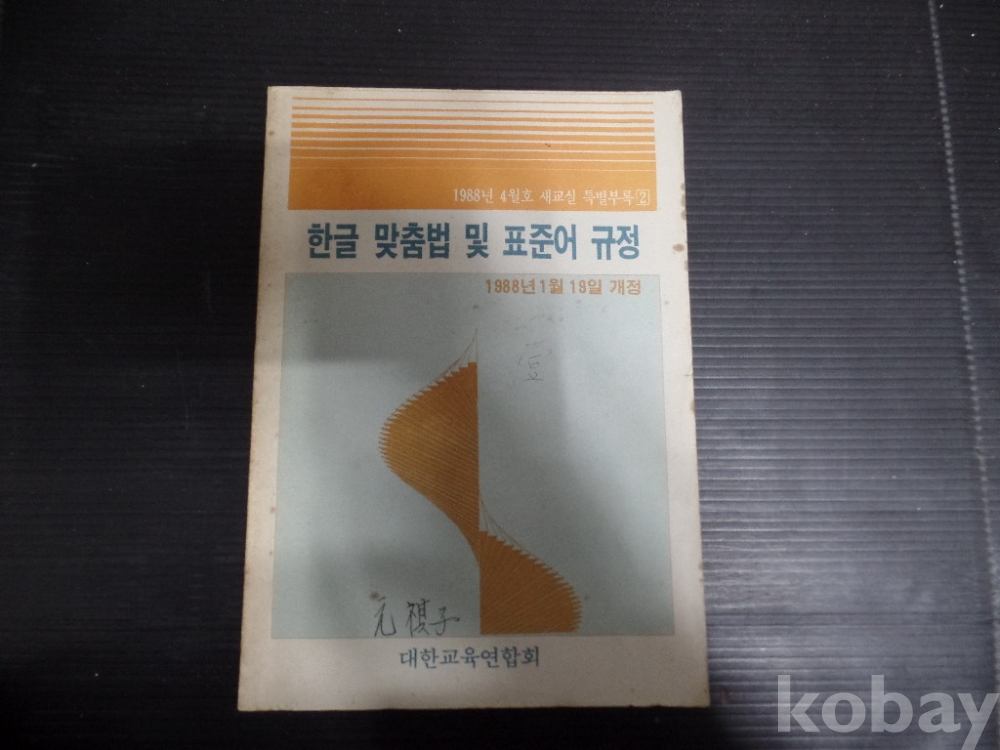 1988년 4월호 새교실 특별부록[2]
한글 맞춤법 및 표준어 규정
1988년 1월 19일 개정
元 子
대한교육연합회
kobay